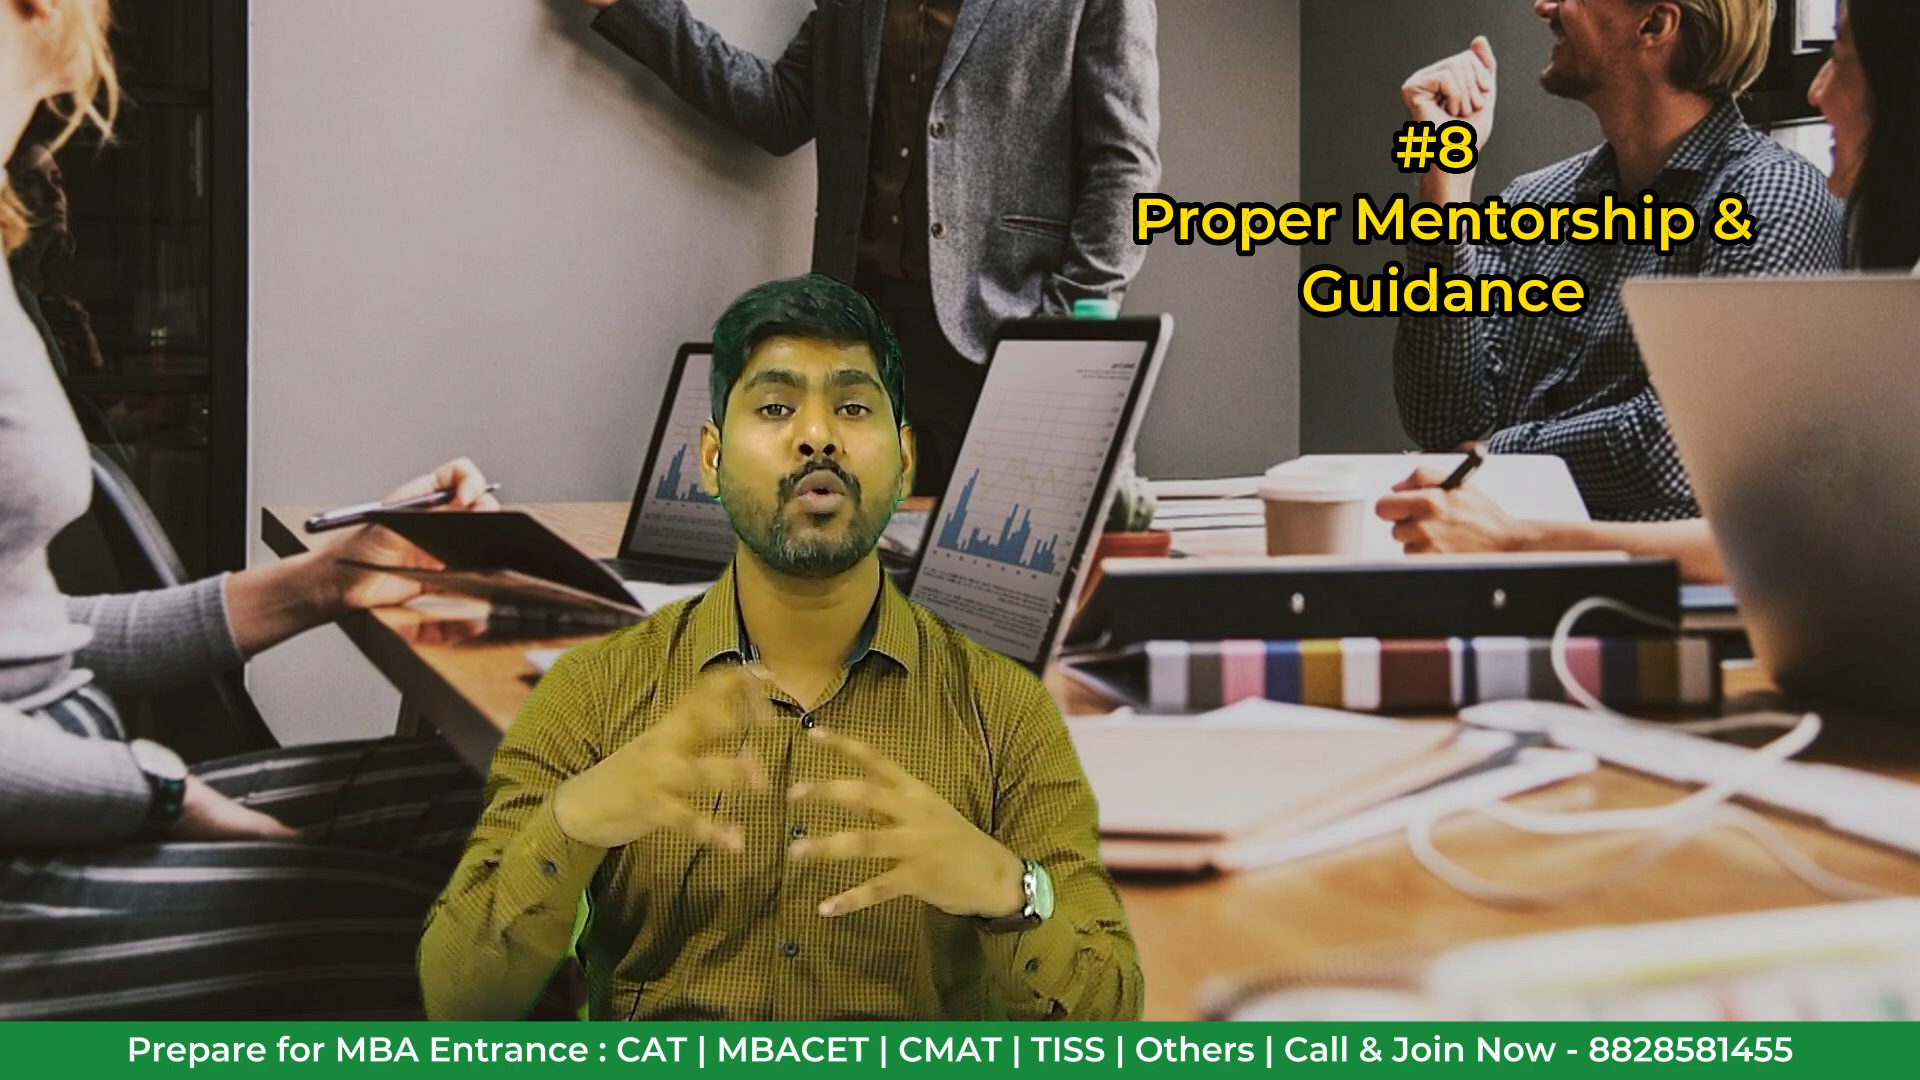 #8
Proper Mentorship &
Guidance
Prepare for MBA Entrance : CAT | MBACET | CMAT | TISS | Others | Call & Join Now - 8828581455